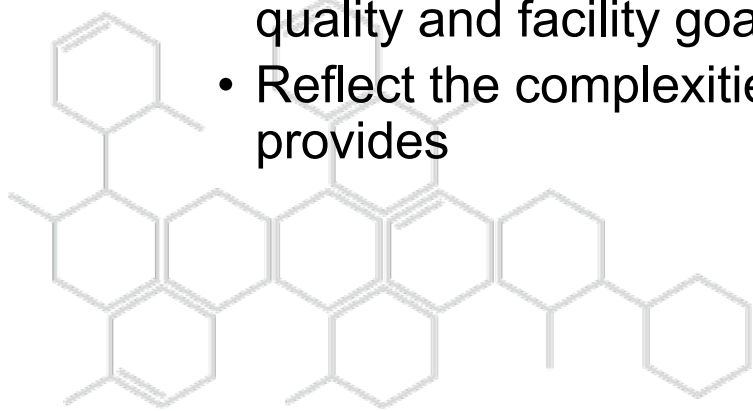 quality and facility goa
• Reflect the complexitie
provides